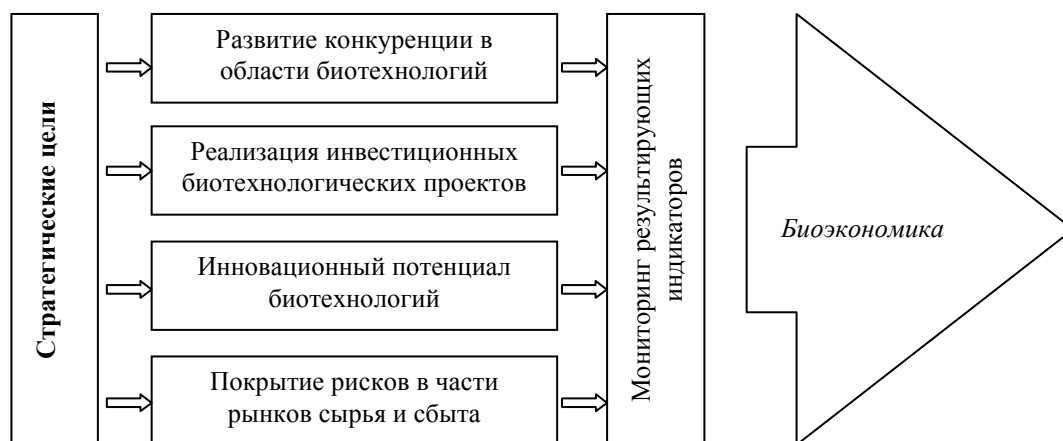 Стратегические цели
Развитие конкуренции в
области биотехнологий
Реализация инвестиционных
биотехнологических проектов
Инновационный потенциал
биотехнологий
Покрытие рисков в части
рынков сырья и сбыта
Мониторинг результирующих
индикаторов
Биоэкономика